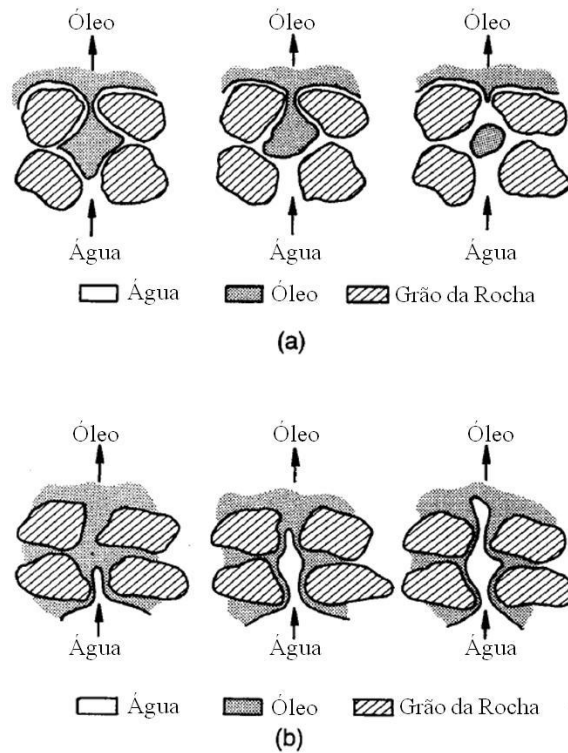 Óleo Óleo Óleo
Água Água Água
Água Óleo Grão da Rocha
(a)
Óleo Óleo Óleo
Água Água Água
Água Óleo Grão da Rocha
(b)